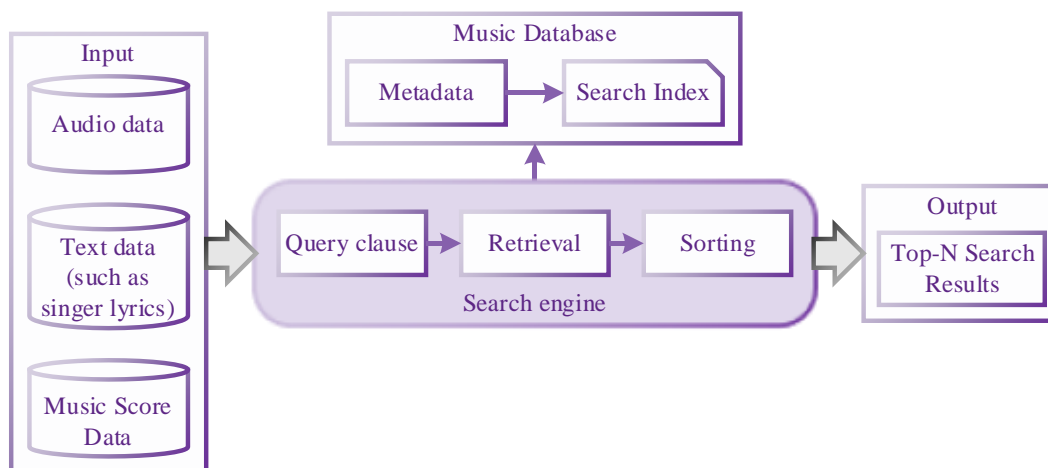 Input
Audio data
Text data
(such as
singer lyrics)
Music Score
Data
Music Database
Metadata
Search Index
Query clause
Retrieval
Sorting
Search engine
Output
Top-N Search
Results